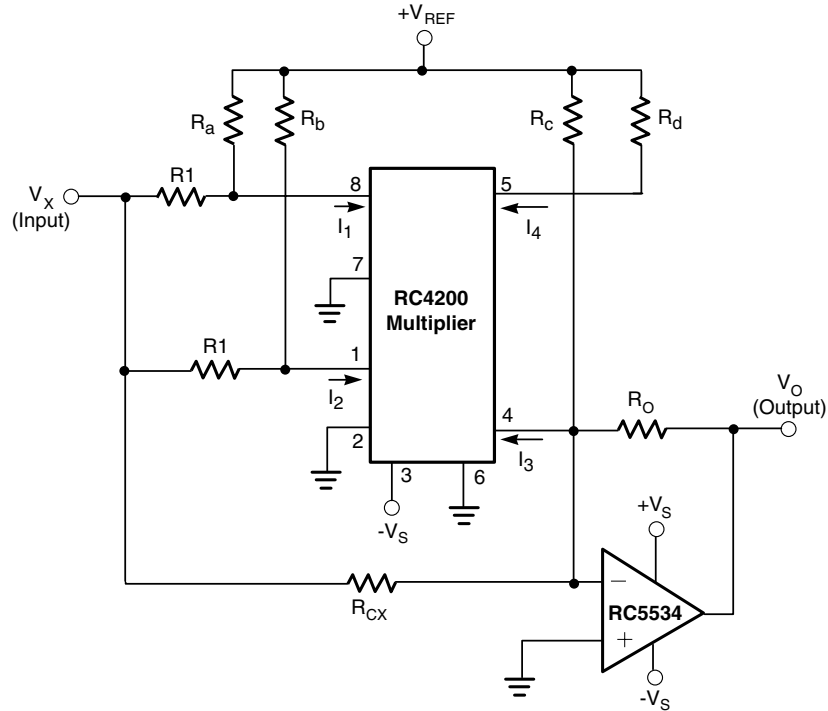 +VREF
Ra
Rb
Rc
Rd
R1
VX
(Input)
8
5
I1
I4
7
RC4200
Multiplier
R1
1
I2
2
4
I3
3
6
-VS
RO
VO
(Output)
+VS
RCX
−
RC5534
+
-VS